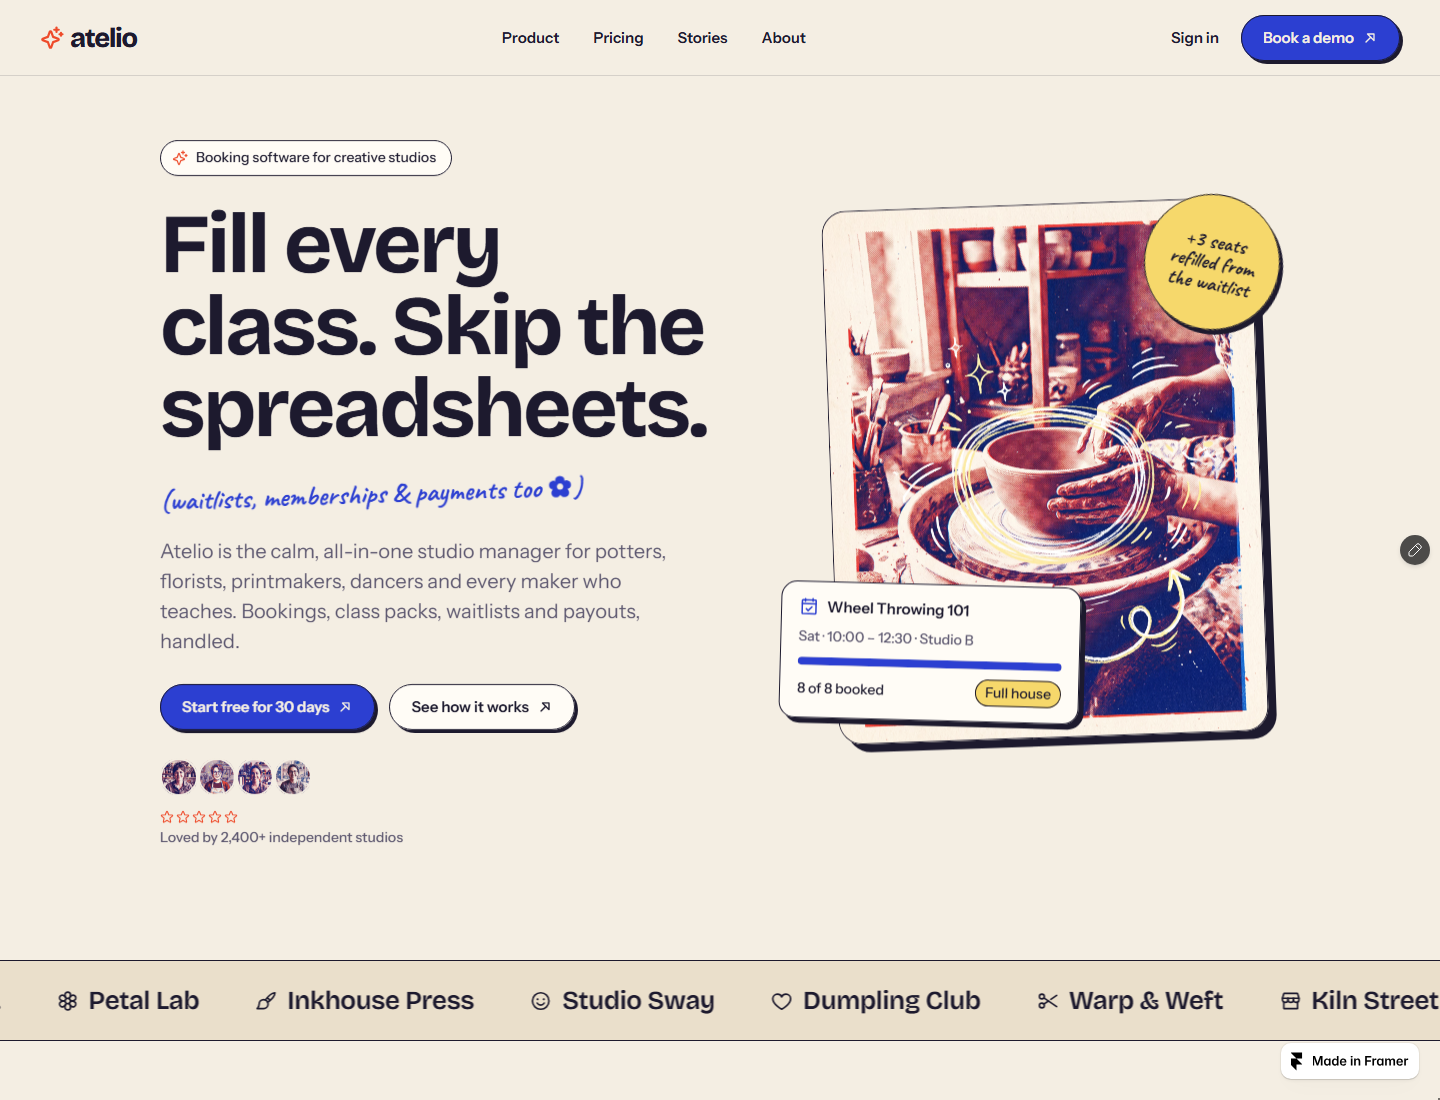 atelio
Product
Pricing
Stories
About
Sign in
Book a demo
Booking software for creative studios
Fill every
class. Skip the
spreadsheets.
(waitlists, memberships & payments too ✿)
Atelio is the calm, all-in-one studio manager for potters,
florists, printmakers, dancers and every maker who
teaches. Bookings, class packs, waitlists and payouts,
handled.
Start free for 30 days
See how it works
Loved by 2,400+ independent studios
+3 seats
refilled from
the waitlist
Wheel Throwing 101
Sat · 10:00 – 12:30 · Studio B
8 of 8 booked
Full house
Petal Lab
Inkhouse Press
Studio Sway
Dumpling Club
Warp & Weft
Kiln Street
Made in Framer